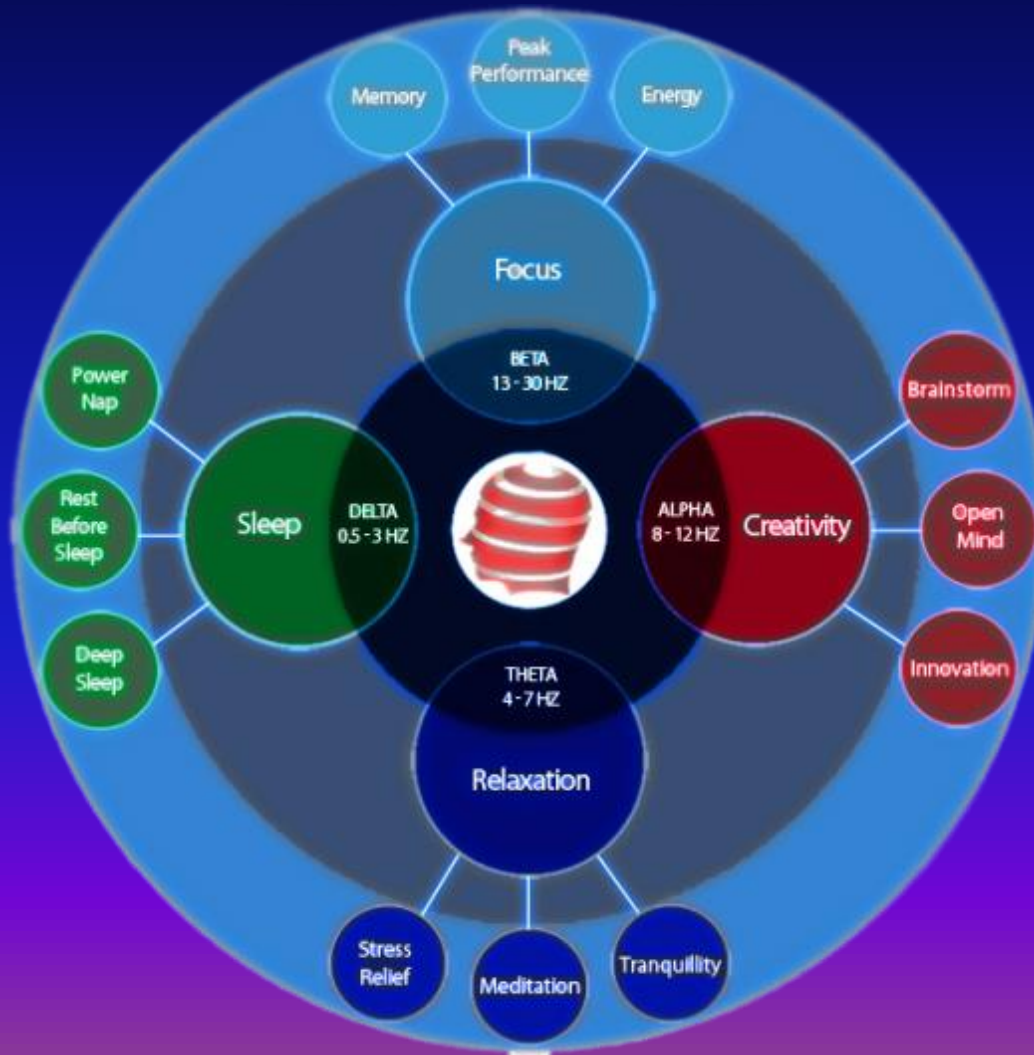 Peak
Performance
Memory
Energy
Focus
BETA
13 - 30 HZ
Power
Nap
Rest
Before
Sleep
Deep
Sleep
Sleep
DELTA
0.5 - 3 HZ
ALPHA
8 - 12 HZ
Creativity
Brainstorm
Open
Mind
Innovation
THETA
4 - 7 HZ
Relaxation
Stress
Relief
Meditation
Tranquillity